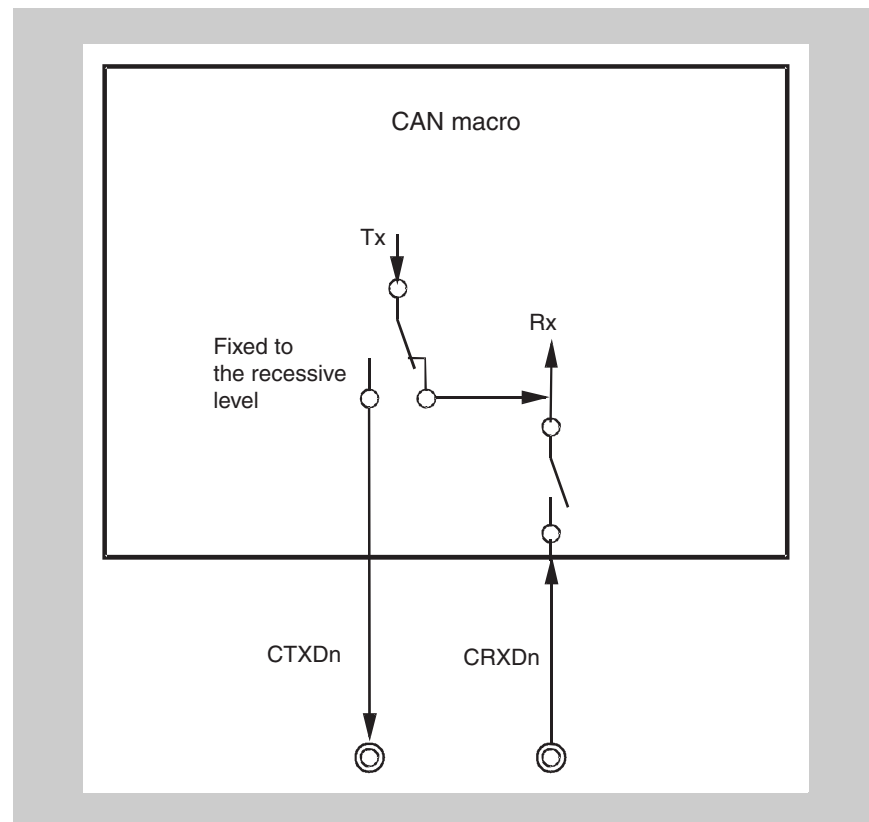 CAN macro
Tx
Rx
Fixed to
the recessive
level
CTXDn
CRXDn